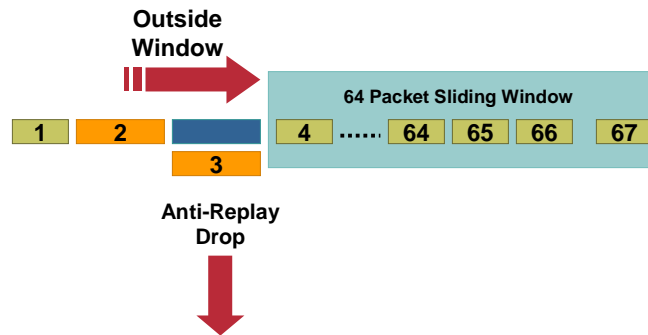 Outside
Window
64 Packet Sliding Window
1 2 4 ...... 64 65 66 67
3
Anti-Replay
Drop